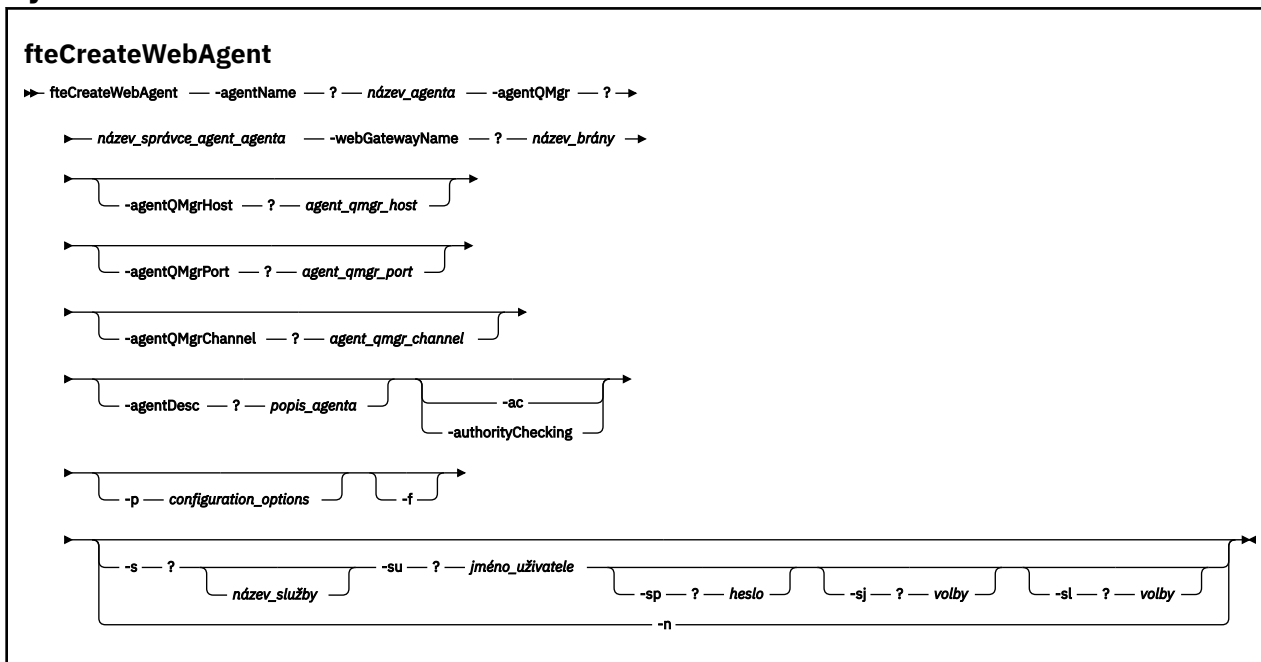 fteCreateWebAgent
fteCreateWebAgent -agentName ? název_agenta -agentQMgr ?
název_správce_agent_agenta -webGatewayName ? název_brány
-agentQMgrHost ? agent_qmgr_host
-agentQMgrPort ? agent_qmgr_port
-agentQMgrChannel ? agent_qmgr_channel
-agentDesc ? popis_agenta -ac
-authorityChecking
-p configuration_options -f
-s ? název_služby -su ? jméno_uživatele -sp ? heslo -sj ? volby -sl ? volby
-n